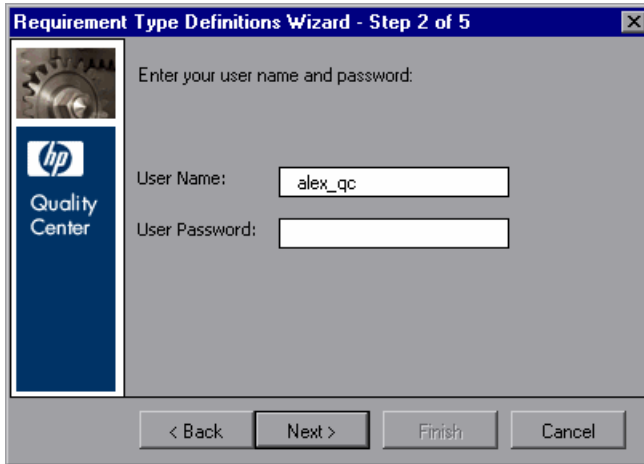 Requirement Type Definitions Wizard - Step 2 of 5
Enter your user name and password:
hp
Quality
Center
User Name:
alex_qc
User Password:
< Back
Next >
Finish
Cancel